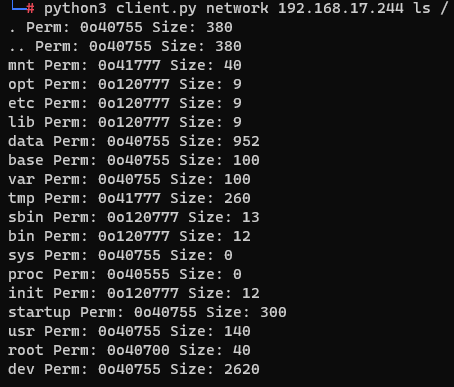 └─# python3 client.py network 192.168.17.244 ls /
. Perm: 0o40755 Size: 380
.. Perm: 0o40755 Size: 380
mnt Perm: 0o41777 Size: 40
opt Perm: 0o120777 Size: 9
etc Perm: 0o120777 Size: 9
lib Perm: 0o120777 Size: 9
data Perm: 0o40755 Size: 952
base Perm: 0o40755 Size: 100
var Perm: 0o40755 Size: 100
tmp Perm: 0o41777 Size: 260
sbin Perm: 0o120777 Size: 13
bin Perm: 0o120777 Size: 12
sys Perm: 0o40755 Size: 0
proc Perm: 0o40555 Size: 0
init Perm: 0o120777 Size: 12
startup Perm: 0o40755 Size: 300
usr Perm: 0o40755 Size: 140
root Perm: 0o40700 Size: 40
dev Perm: 0o40755 Size: 2620